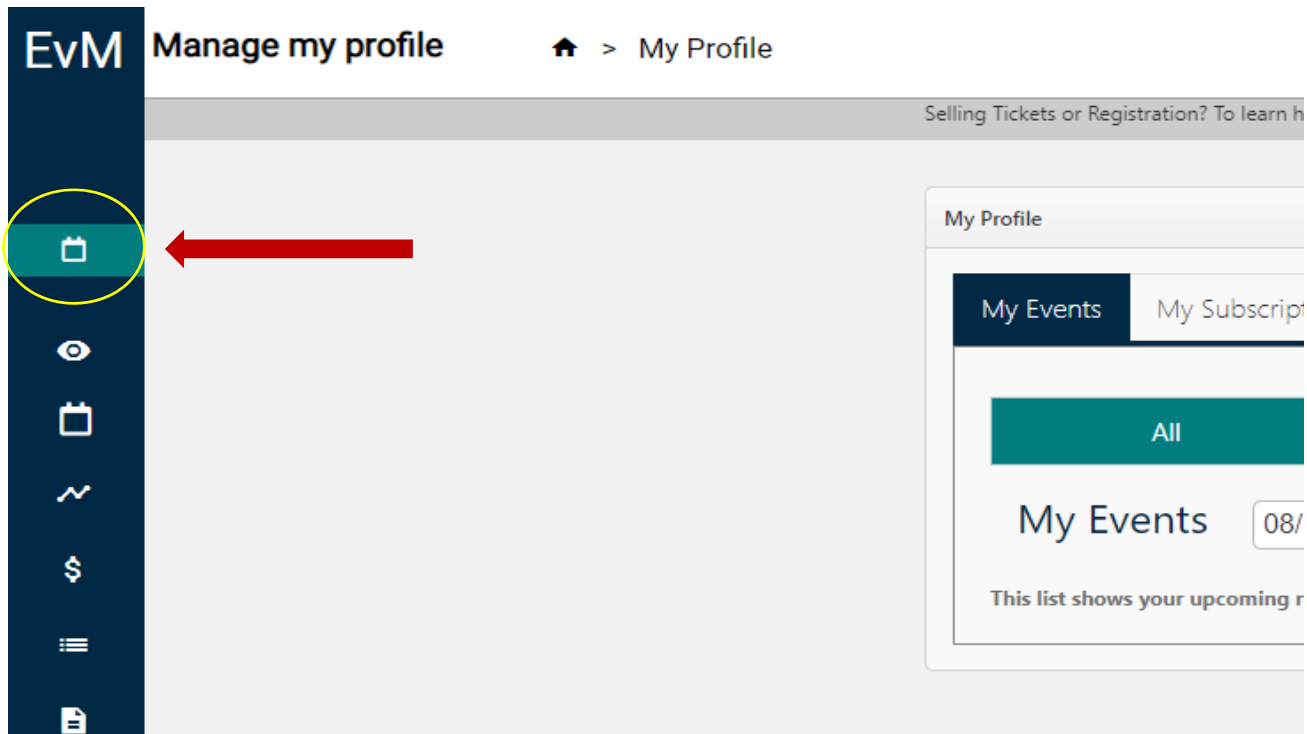 EvM Manage my profile > My Profile
Selling Tickets or Registration? To learn h
My Profile
My Events My Subscript
All
My Events 08/
This list shows your upcoming r